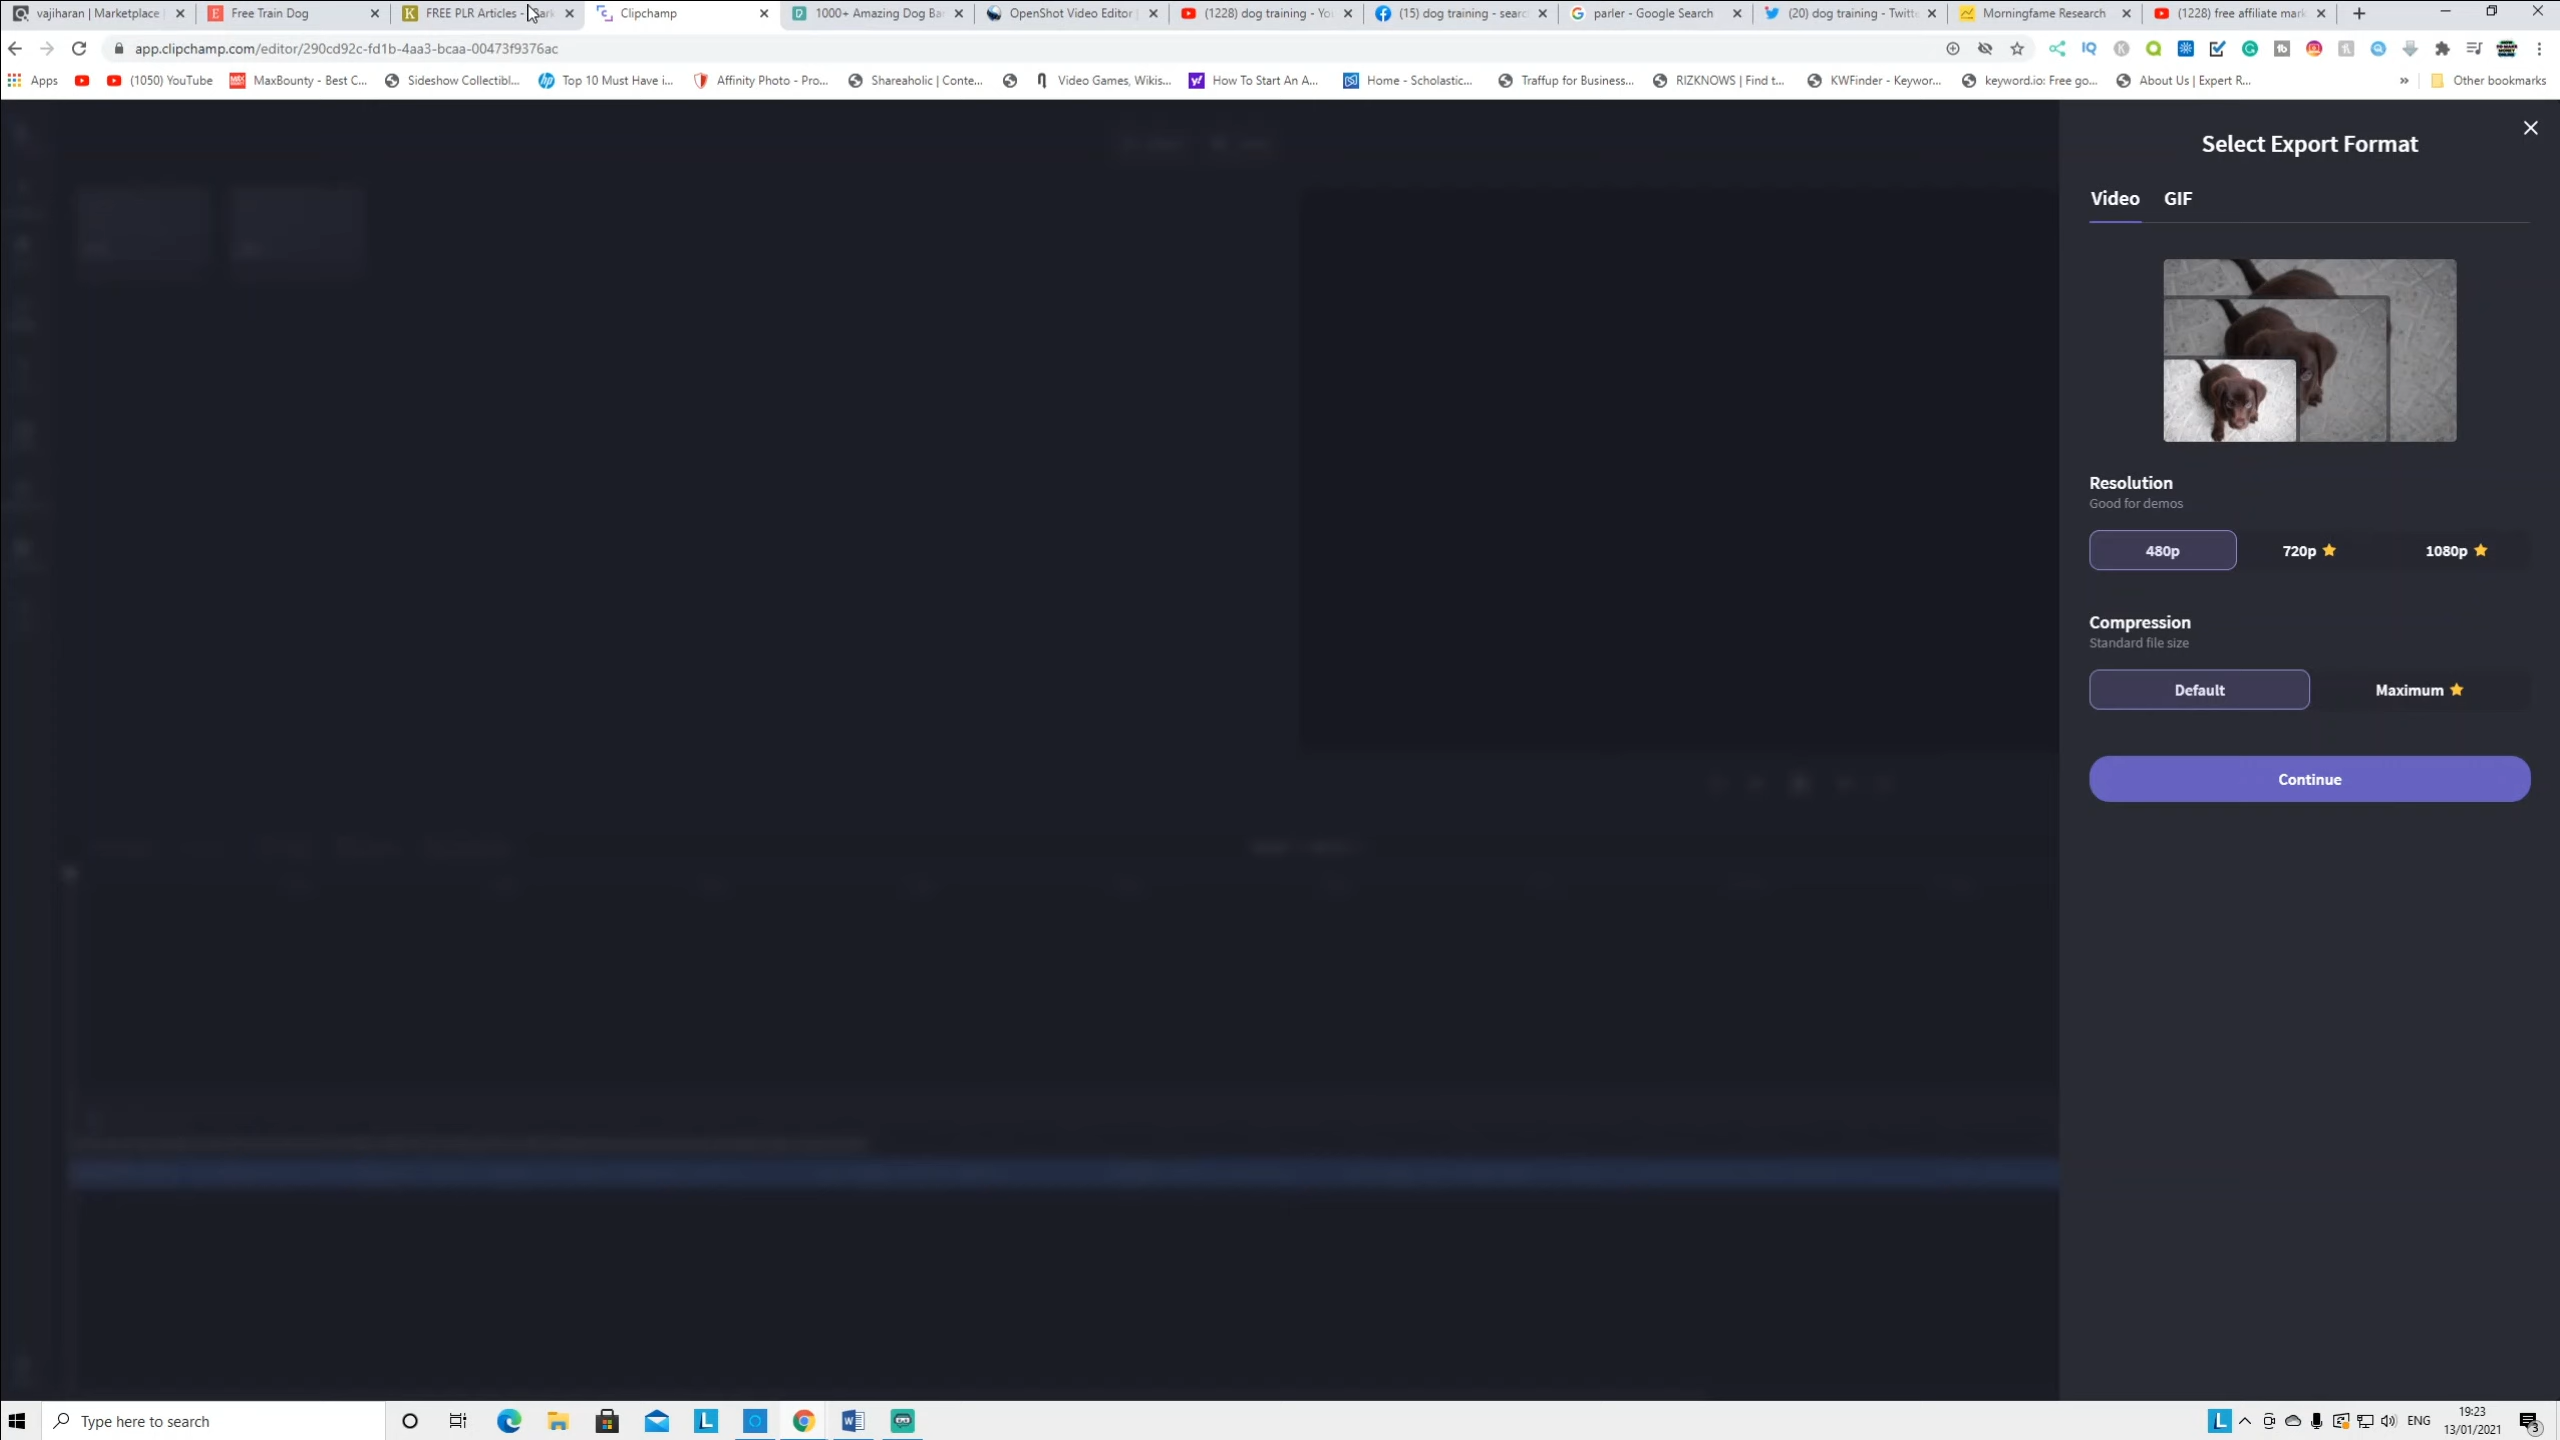 vajiharan | Marketplace
Free Train Dog
FREE PLR Articles -
Clipchamp
1000+ Amazing Dog Ba
OpenShot Video Editor
(1228) dog training - Yo
(15) dog training - searc
parler - Google Search
(20) dog training - Twitt
Morningfame Research
(1228) free affiliate mark
app.clipchamp.com/editor/290cd92c-fd1b-4aa3-bcaa-00473f9376ac
Apps
(1050) YouTube
MaxBounty - Best C...
Sideshow Collectibl...
Top 10 Must Have i...
Affinity Photo - Pro...
Shareaholic | Conte...
Video Games, Wikis...
How To Start An A...
Home - Scholastic...
Traffup for Business...
RIZKNOWS | Find t...
KWFinder - Keywor...
keyword.io: Free go...
About Us | Expert R...
»
Other bookmarks
Select Export Format
Video GIF
Resolution
Good for demos
480p 720p 1080p
Compression
Standard file size
Default Maximum
Continue
Type here to search
ENG
19:23
13/01/2021
3